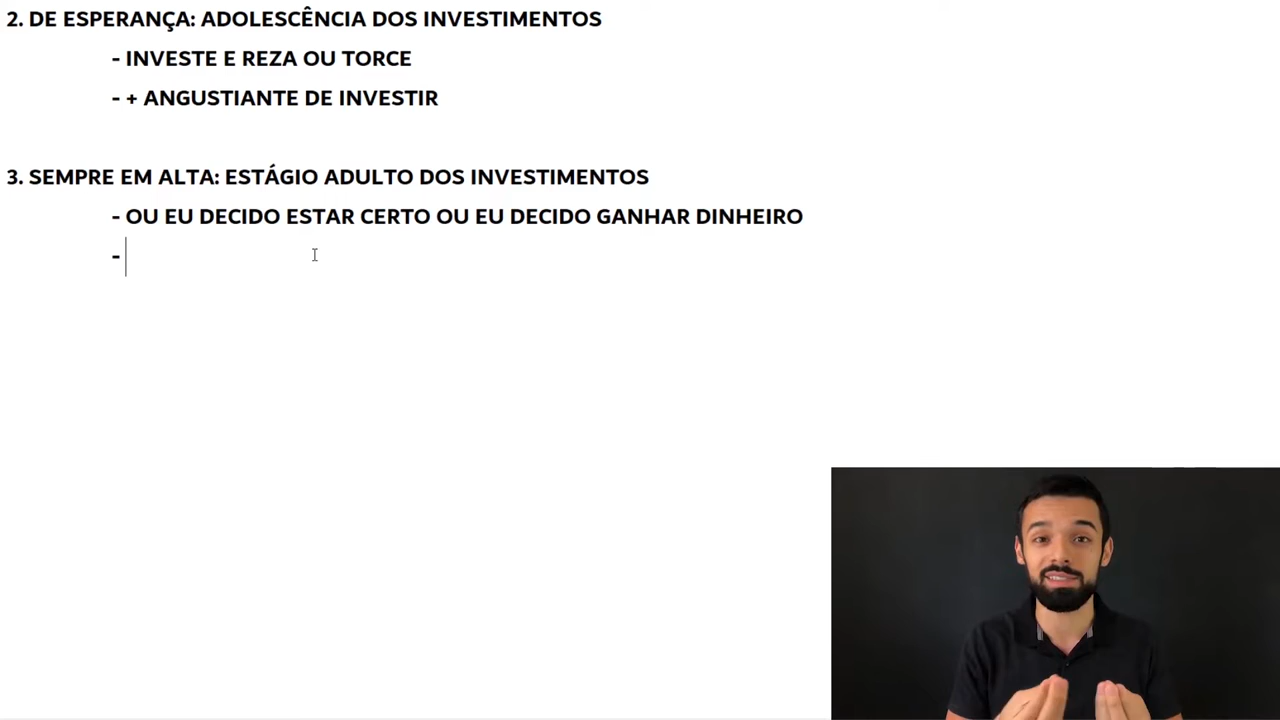 2. DE ESPERANÇA: ADOLESCÊNCIA DOS INVESTIMENTOS
- INVESTE E REZA OU TORCE
- + ANGUSTIANTE DE INVESTIR
3. SEMPRE EM ALTA: ESTÁGIO ADULTO DOS INVESTIMENTOS
- OU EU DECIDO ESTAR CERTO OU EU DECIDO GANHAR DINHEIRO
-